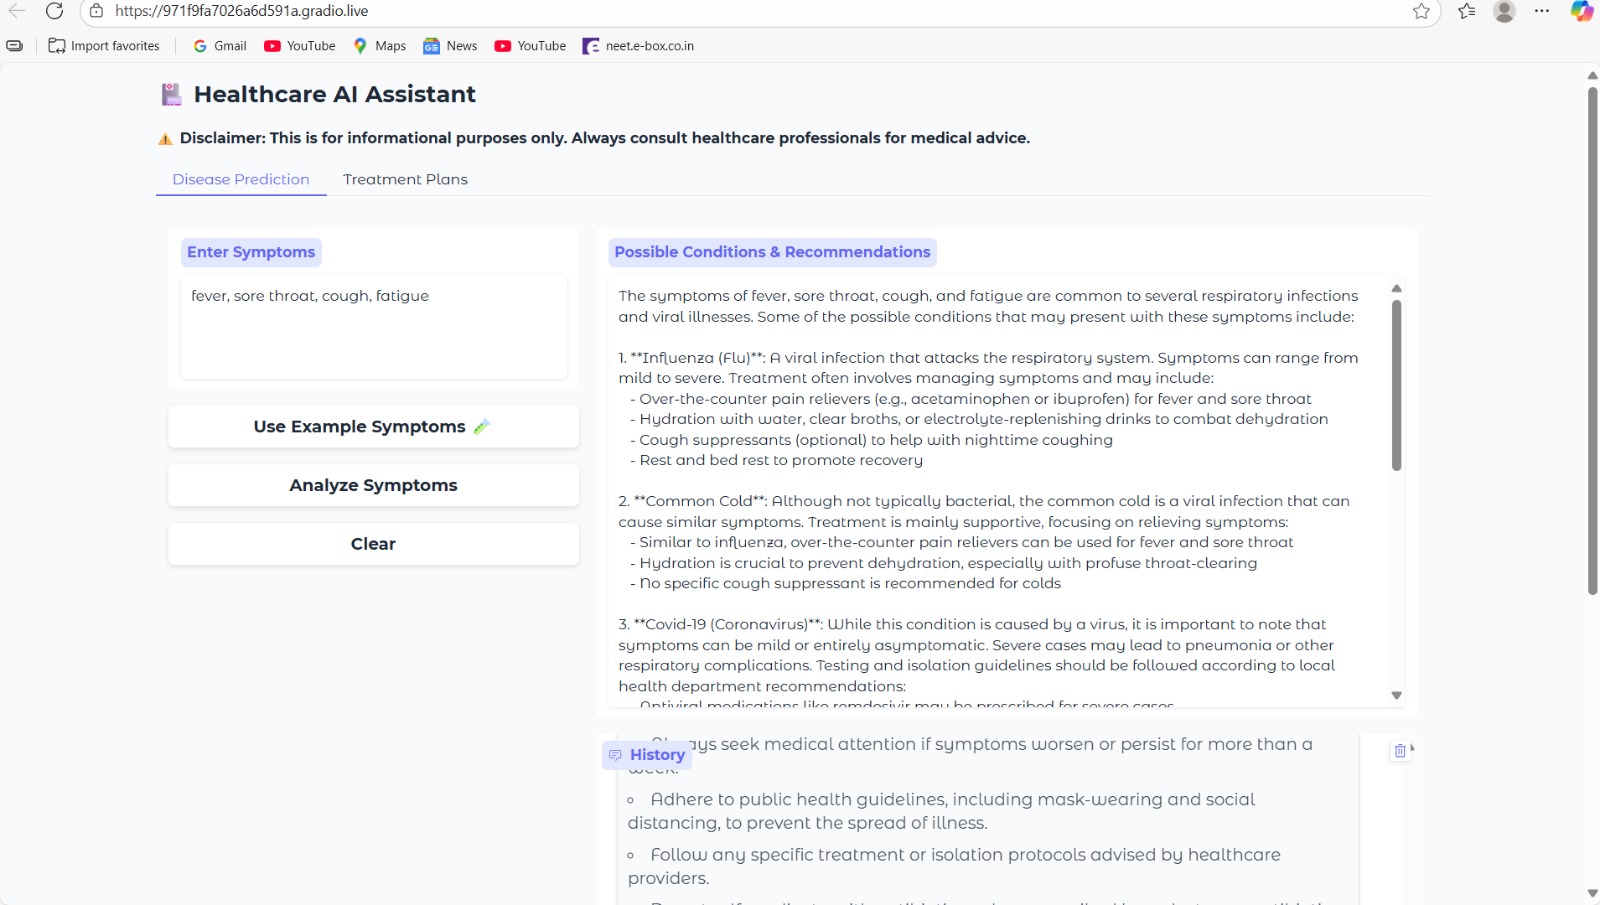 https://971f9fa7026a6d591a.gradio.live
Import favorites
Gmail
YouTube
Maps
News
YouTube
neet.e-box.co.in
Healthcare AI Assistant
Disclaimer: This is for informational purposes only. Always consult healthcare professionals for medical advice.
Disease Prediction
Treatment Plans
Enter Symptoms
fever, sore throat, cough, fatigue
Use Example Symptoms
Analyze Symptoms
Clear
Possible Conditions & Recommendations
The symptoms of fever, sore throat, cough, and fatigue are common to several respiratory infections
and viral illnesses. Some of the possible conditions that may present with these symptoms include:
1. **Influenza (Flu)**: A viral infection that attacks the respiratory system. Symptoms can range from
mild to severe. Treatment often involves managing symptoms and may include:
- Over-the-counter pain relievers (e.g., acetaminophen or ibuprofen) for fever and sore throat
- Hydration with water, clear broths, or electrolyte-replenishing drinks to combat dehydration
- Cough suppressants (optional) to help with nighttime coughing
- Rest and bed rest to promote recovery
2. **Common Cold**: Although not typically bacterial, the common cold is a viral infection that can
cause similar symptoms. Treatment is mainly supportive, focusing on relieving symptoms:
- Similar to influenza, over-the-counter pain relievers can be used for fever and sore throat
- Hydration is crucial to prevent dehydration, especially with profuse throat-clearing
- No specific cough suppressant is recommended for colds
3. **Covid-19 (Coronavirus)**: While this condition is caused by a virus, it is important to note that
symptoms can be mild or entirely asymptomatic. Severe cases may lead to pneumonia or other
respiratory complications. Testing and isolation guidelines should be followed according to local
health department recommendations:
Antiviral medications like remdesivir may be prescribed for severe cases
History
seek medical attention if symptoms worsen or persist for more than a
week.
Adhere to public health guidelines, including mask-wearing and social
distancing, to prevent the spread of illness.
Follow any specific treatment or isolation protocols advised by healthcare
providers.